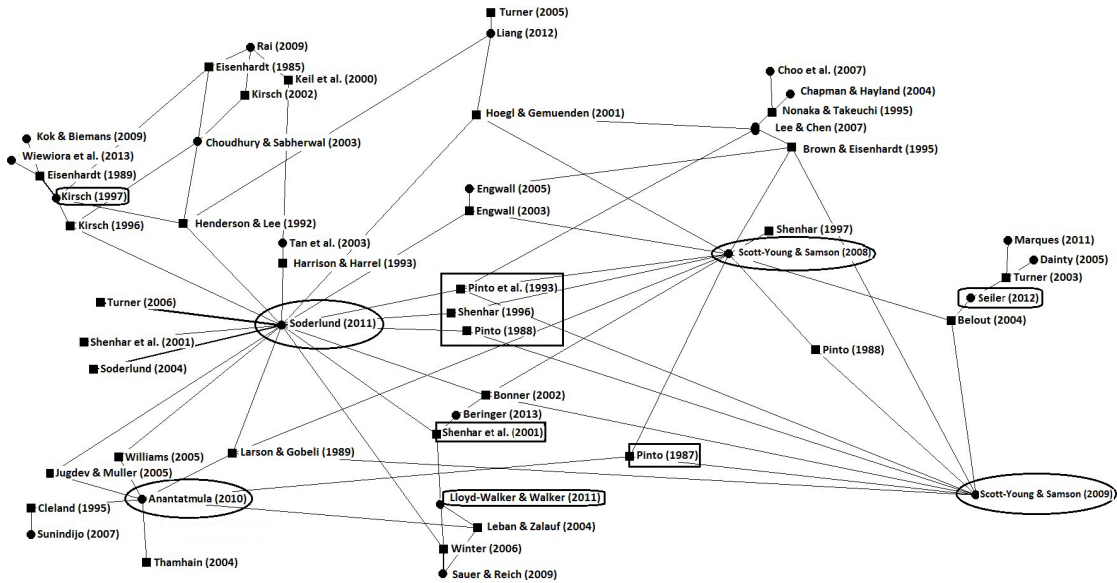 Turner (2005)
Liang (2012)
Rai (2009)
Eisenhardt (1985)
Keil et al. (2000)
Kirsch (2002)
Choo et al. (2007)
Chapman & Hayland (2004)
Nonaka & Takeuchi (1995)
Hoegl & Gemuenden (2001)
Lee & Chen (2007)
Kok & Biemans (2009)
Choudhury & Sabherwal (2003)
Brown & Eisenhardt (1995)
Wiewiora et al. (2013)
Eisenhardt (1989)
Kirsch (1997)
Engwall (2005)
Engwall (2003)
Kirsch (1996)
Henderson & Lee (1992)
Shenhar (1997)
Tan et al. (2003)
Scott-Young & Samson (2008)
Marques (2011)
Harrison & Harrel (1993)
Dainty (2005)
Turner (2003)
Pinto et al. (1993)
Seiler (2012)
Turner (2006)
Shenhar (1996)
Belout (2004)
Soderlund (2011)
Pinto (1988)
Shenhar et al. (2001)
Pinto (1988)
Soderlund (2004)
Bonner (2002)
Beringer (2013)
Shenhar et al. (2001)
Williams (2005)
Larson & Gobeli (1989)
Pinto (1987)
Jugdev & Muller (2005)
Anantatmula (2010)
Lloyd-Walker & Walker (2011)
Scott-Young & Samson (2009)
Cleland (1995)
Leban & Zalauf (2004)
Sunindijo (2007)
Winter (2006)
Thamhain (2004)
Sauer & Reich (2009)